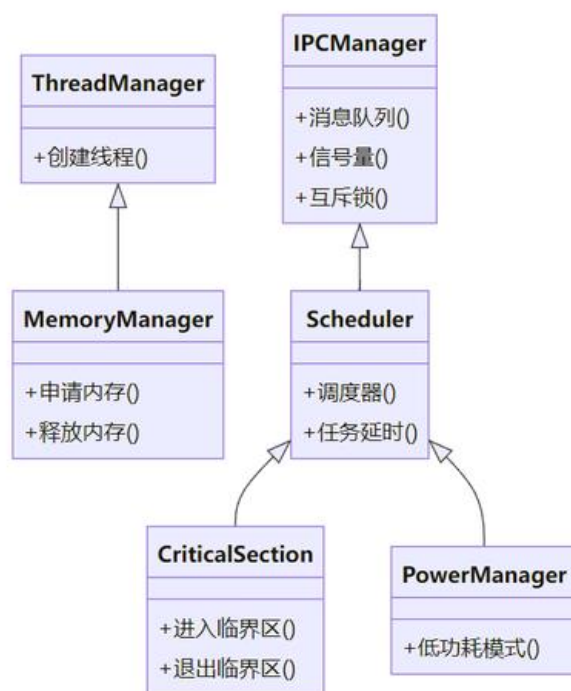 ThreadManager
+创建线程()
IPCManager
+消息队列()
+信号量()
+互斥锁()
MemoryManager
+申请内存()
+释放内存()
Scheduler
+调度器()
+任务延时()
CriticalSection
+进入临界区()
+退出临界区()
PowerManager
+低功耗模式()